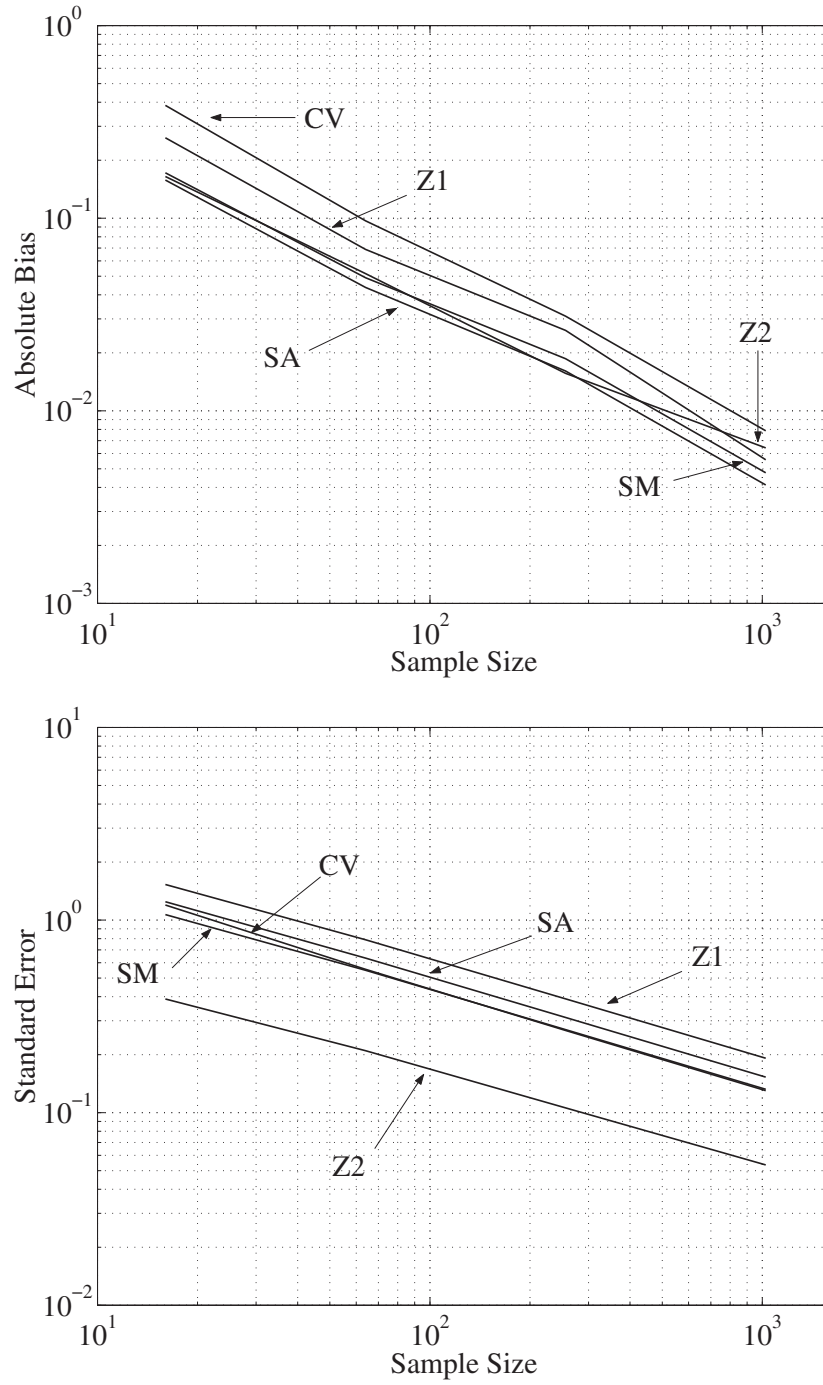 10^0
CV
Z1
10^−1
Absolute Bias
SA
Z2
10^−2
SM
10^−3
10^1
10^2
10^3
Sample Size
10^1
CV
10^0
SA
SM
Z1
Standard Error
10^−1
Z2
10^−2
10^1
10^2
10^3
Sample Size